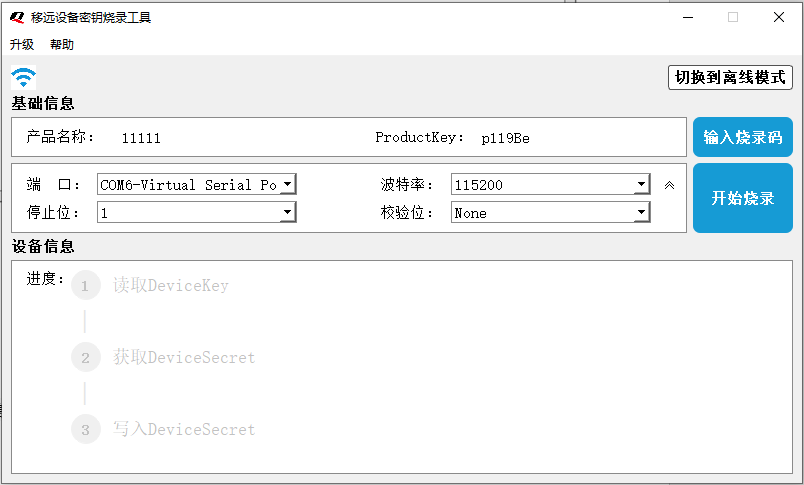 移远设备密钥烧录工具
升级 帮助
切换到离线模式
基础信息
产品名称： 11111 ProductKey： p119Be 输入烧录码
端 口： COM6-Virtual Serial Po 波特率： 115200 开始烧录
停止位： 1 校验位： None
设备信息
进度： 1 读取DeviceKey
2 获取DeviceSecret
3 写入DeviceSecret